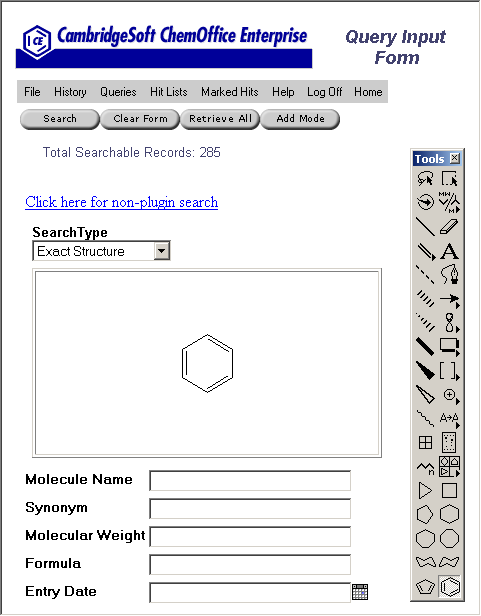 CambridgeSoft ChemOffice Enterprise
Query Input
Form
File History Queries Hit Lists Marked Hits Help Log Off Home
Search Clear Form Retrieve All Add Mode
Total Searchable Records: 285
Tools
Click here for non-plugin search
SearchType
Exact Structure
A
Molecule Name
Synonym
Molecular Weight
Formula
Entry Date